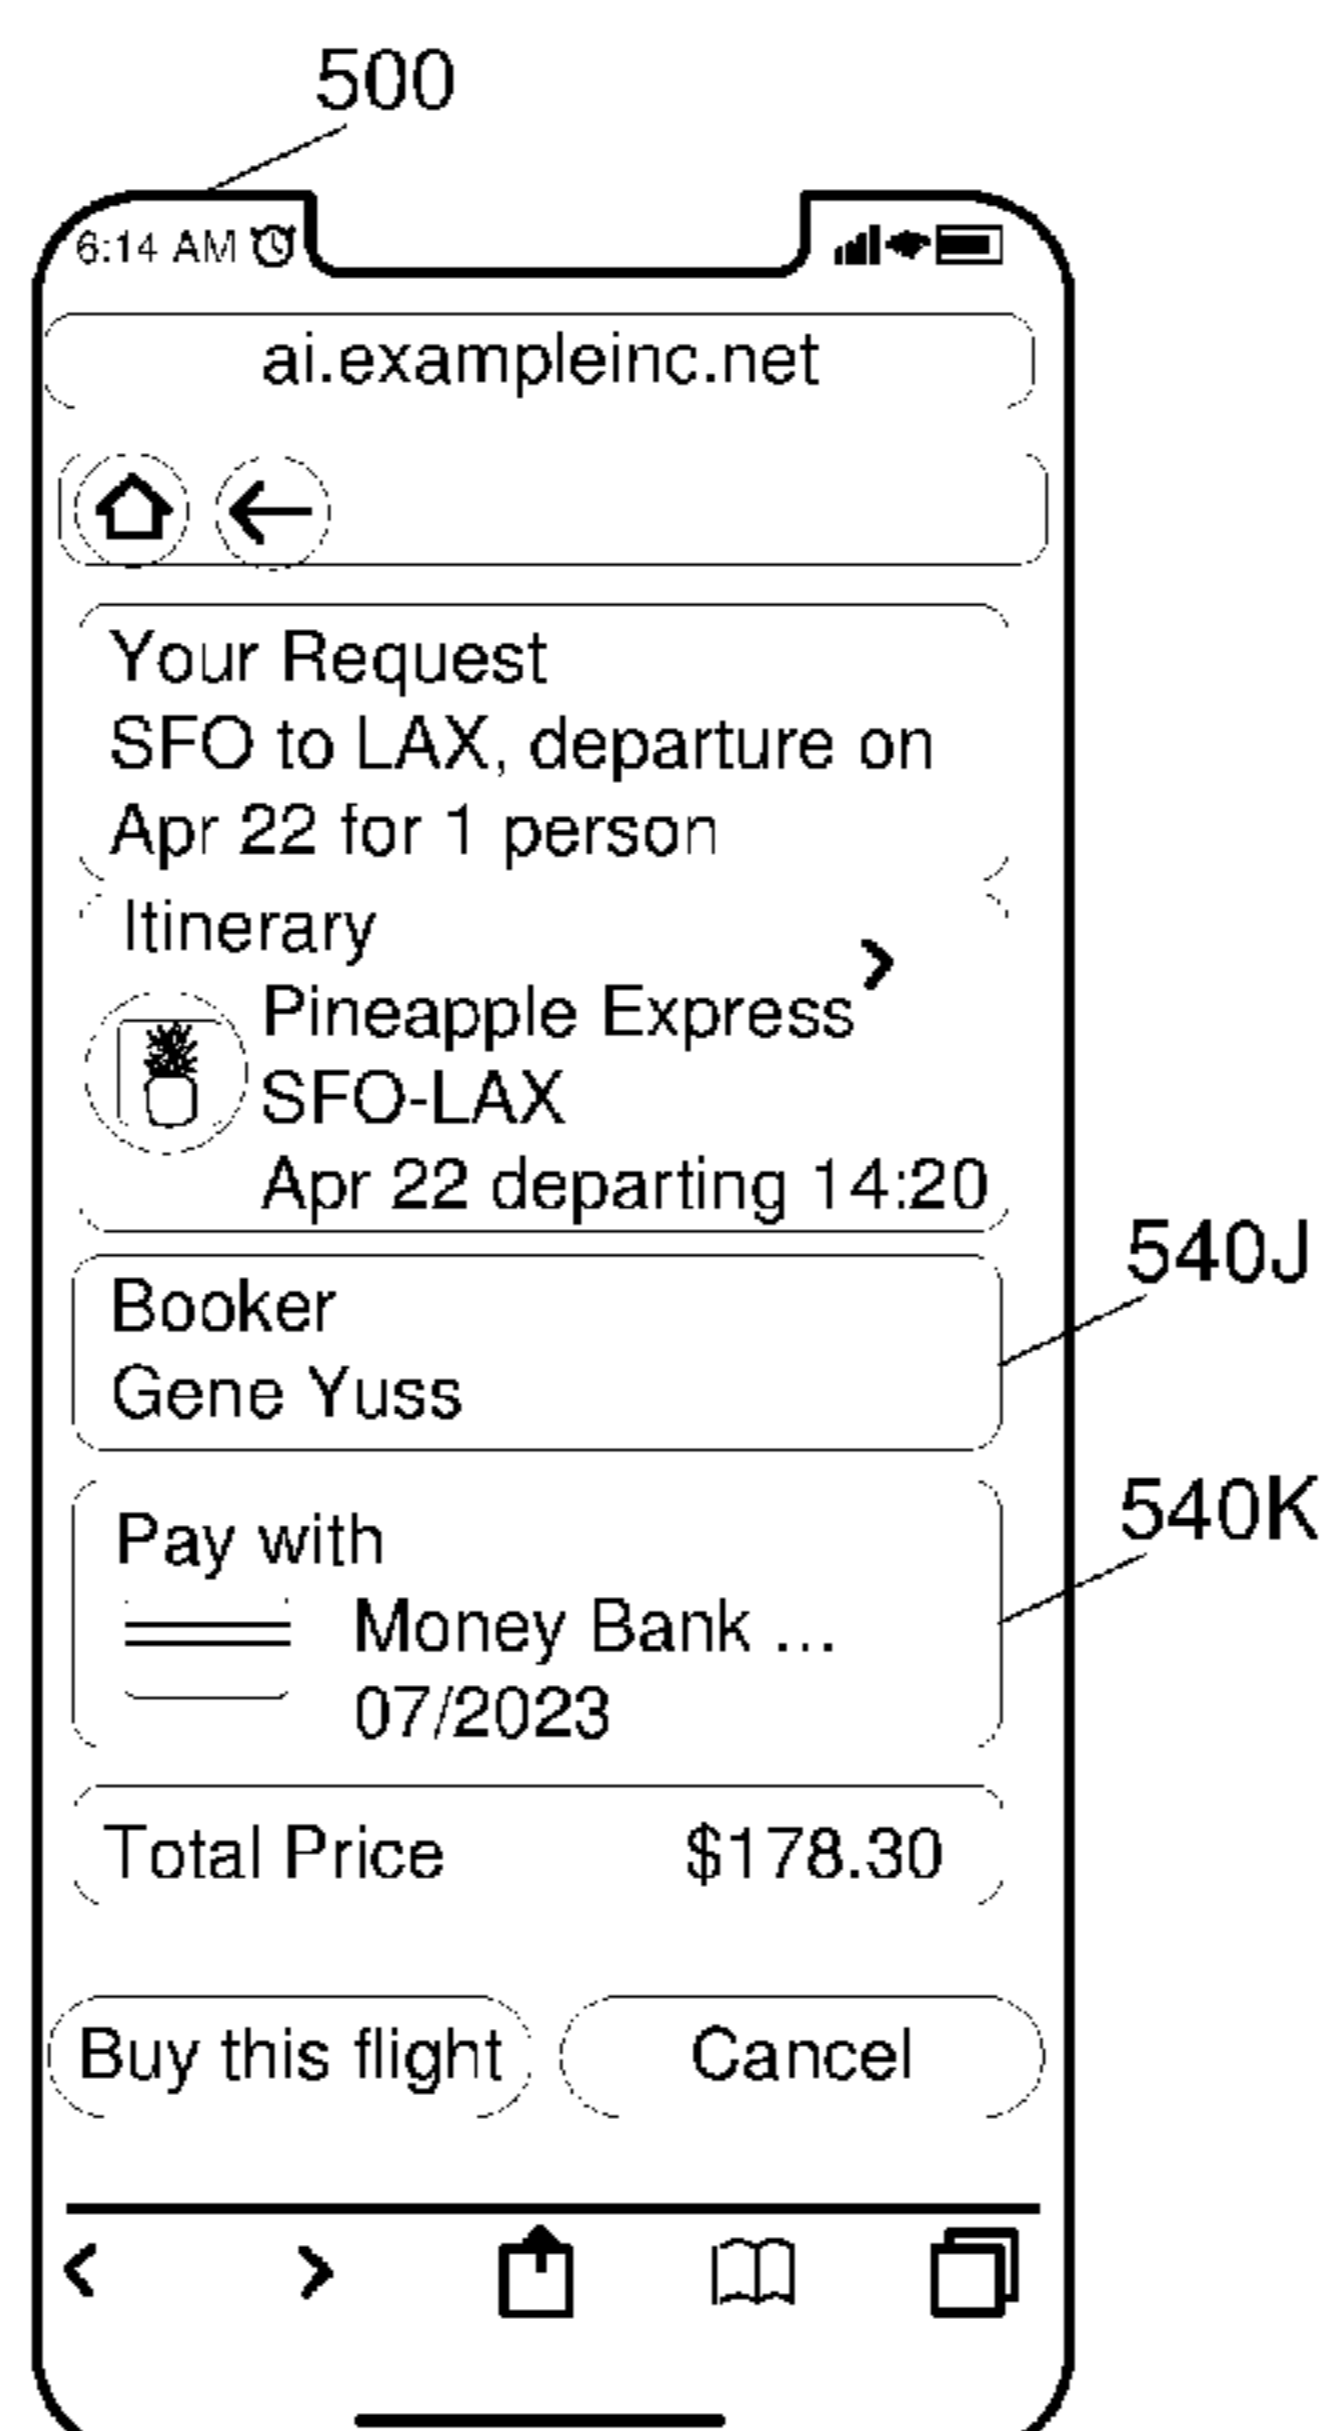 500
6:14 AM
ai.exampleinc.net
Your Request
SFO to LAX, departure on
Apr 22 for 1 person
Itinerary
Pineapple Express
SFO-LAX
Apr 22 departing 14:20
540J
Booker
Gene Yuss
540K
Pay with
Money Bank ...
07/2023
Total Price $178.30
Buy this flight Cancel